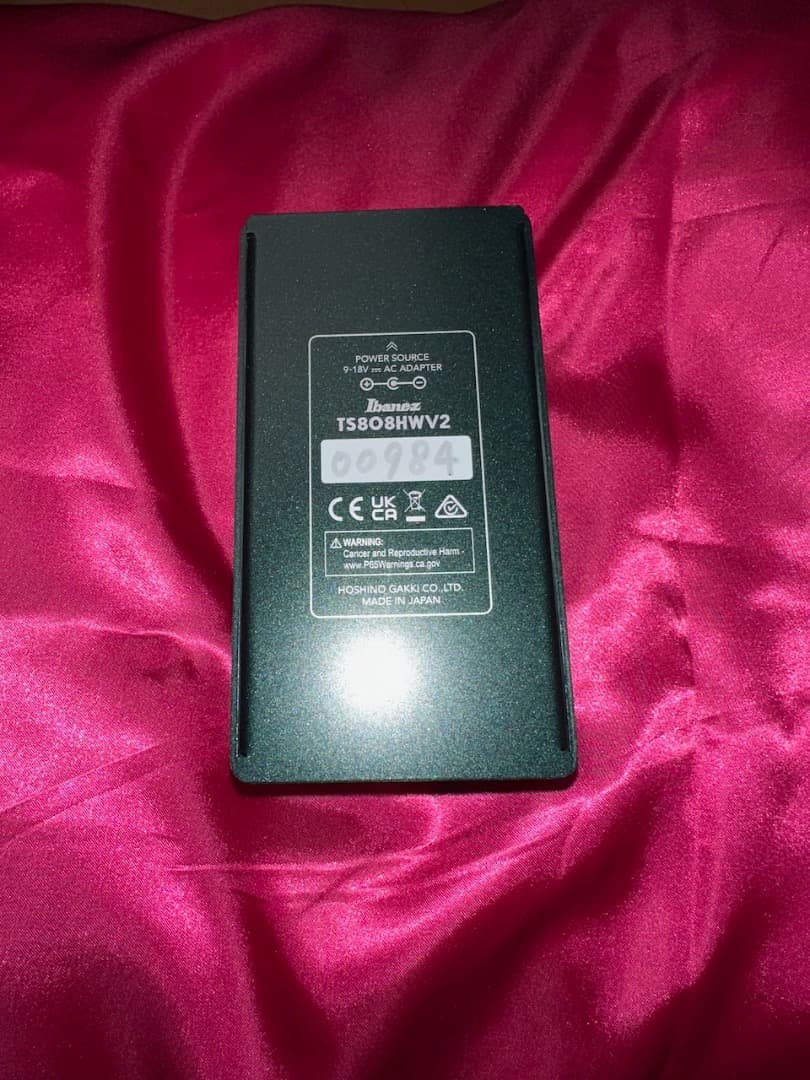 POWER SOURCE
9-18V ⎓ AC ADAPTER
Ibanez
TS808HWV2
00984
CE UK CA
⚠ WARNING:
Cancer and Reproductive Harm -
www.P65Warnings.ca.gov
HOSHINO GAKKI CO.,LTD.
MADE IN JAPAN